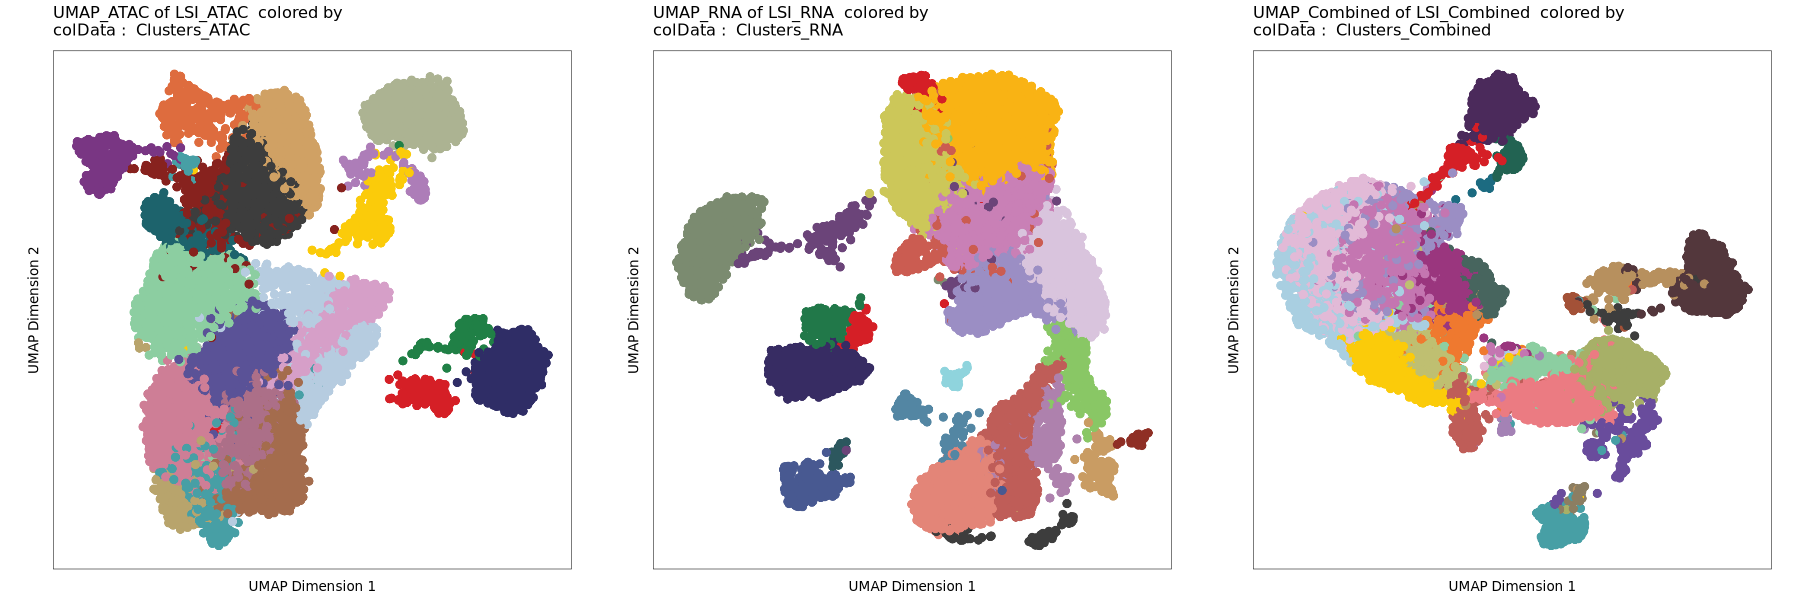 UMAP_ATAC of LSI_ATAC  colored by
colData :  Clusters_ATAC
UMAP Dimension 2
UMAP Dimension 1
UMAP_RNA of LSI_RNA  colored by
colData :  Clusters_RNA
UMAP Dimension 2
UMAP Dimension 1
UMAP_Combined of LSI_Combined  colored by
colData :  Clusters_Combined
UMAP Dimension 2
UMAP Dimension 1